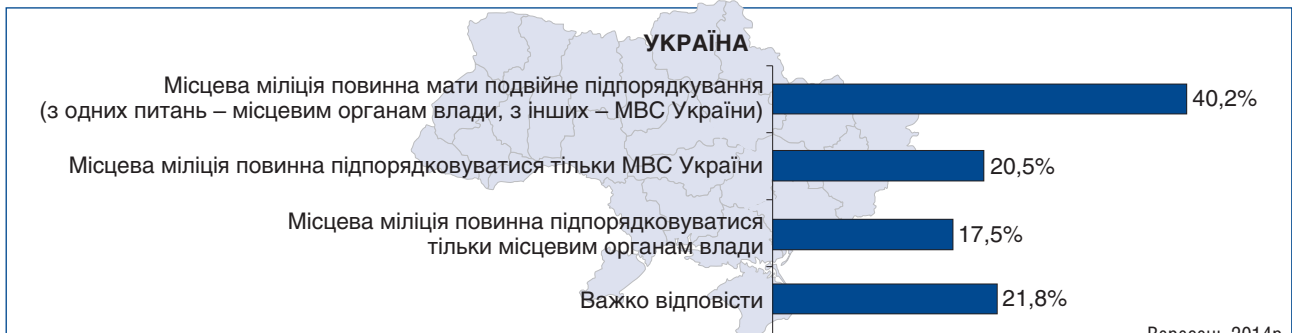 УКРАЇНА
Місцева міліція повинна мати подвійне підпорядкування
(з одних питань – місцевим органам влади, з інших – МВС України)
40,2%
Місцева міліція повинна підпорядковуватися тільки МВС України
20,5%
Місцева міліція повинна підпорядковуватися
тільки місцевим органам влади
17,5%
Важко відповісти
21,8%
Вересень 2014р.